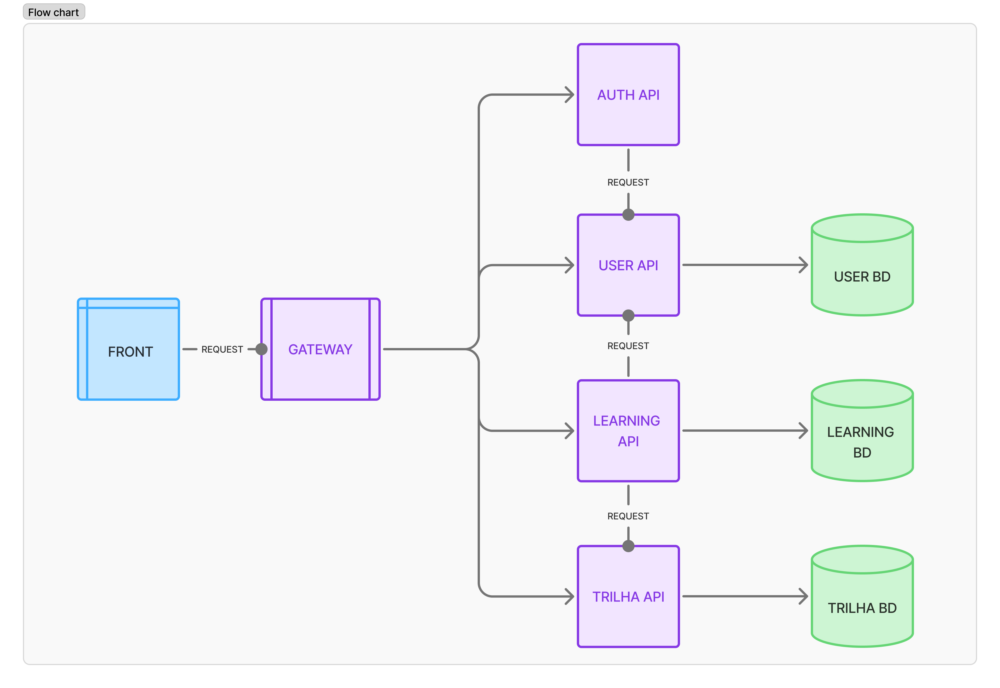 Flow chart
AUTH API
REQUEST
USER API
USER BD
REQUEST
FRONT
REQUEST
GATEWAY
LEARNING
API
LEARNING
BD
REQUEST
TRILHA API
TRILHA BD